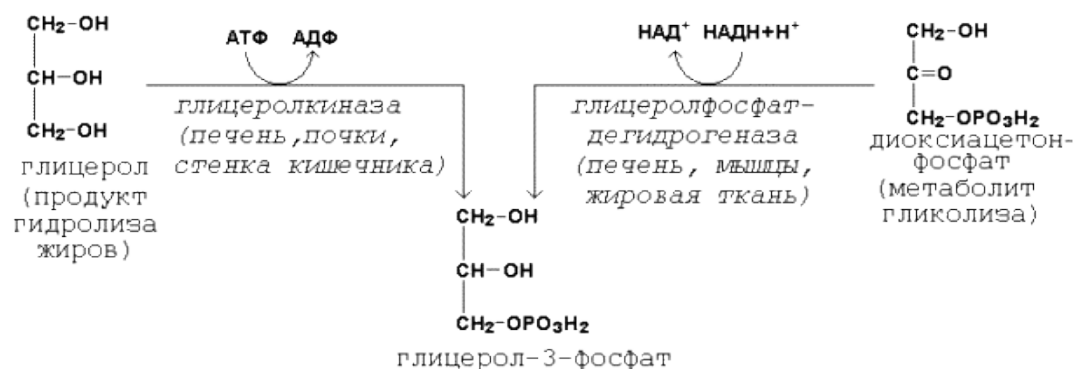 CH₂-OH
CH-OH
CH₂-OH
глицерол
(продукт
гидролиза
жиров)
АТФ АДФ
глицеролкиназа
(печень,почки,
стенка кишечника)
НАД⁺ НАДН+Н⁺
глицеролфосфат-
дегидрогеназа
(печень, мышцы,
жировая ткань)
CH₂-OH
C=O
CH₂-OPO₃H₂
диоксиацетон-
фосфат
(метаболит
гликолиза)
CH₂-OH
CH-OH
CH₂-OPO₃H₂
глицерол-3-фосфат